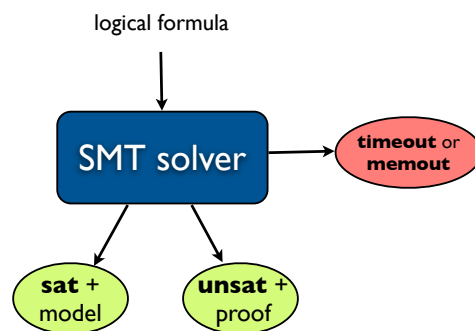 logical formula
SMT solver
timeout or
memout
sat +
model
unsat +
proof